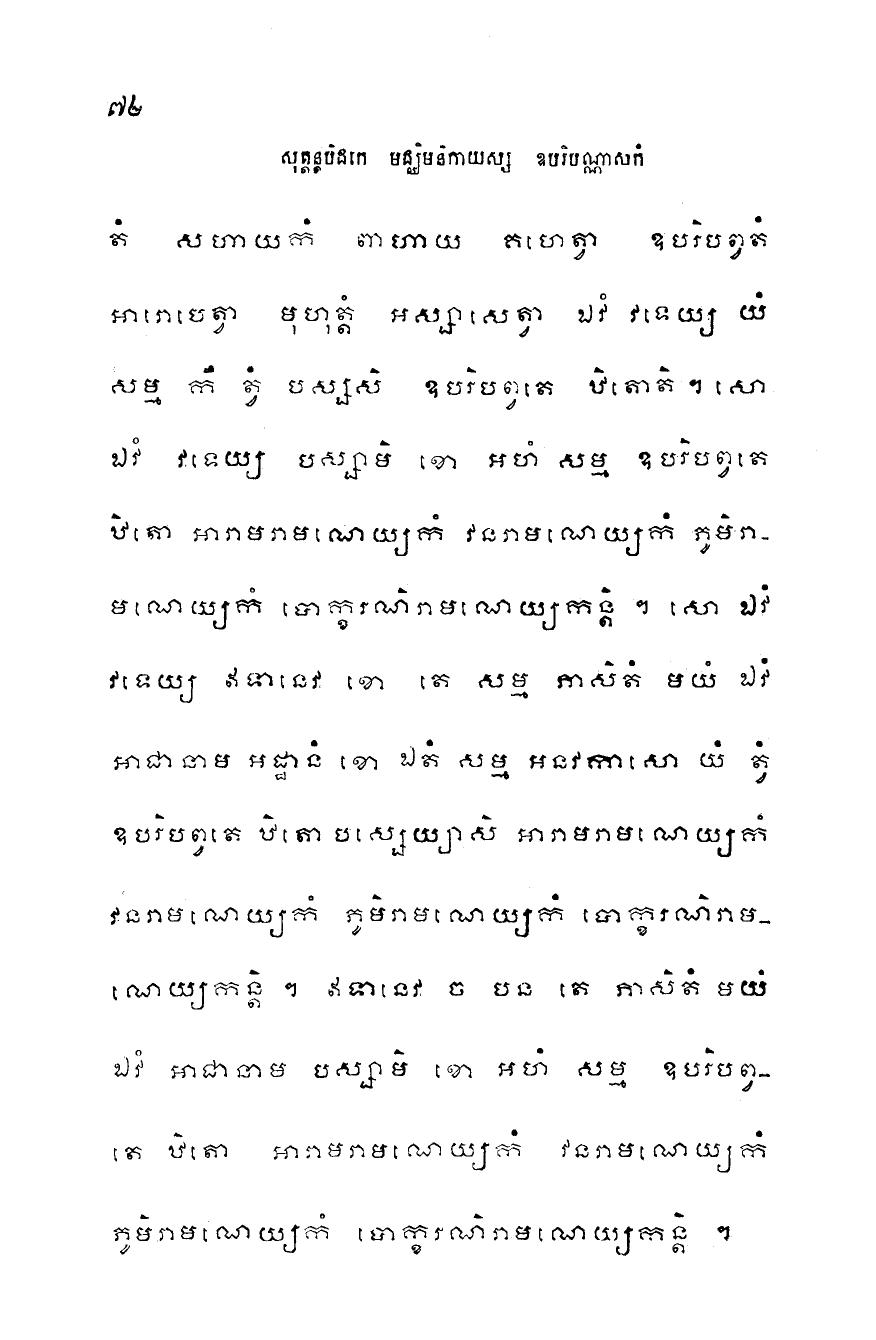 ៧២
សុត្តន្តបិដកេ មជ្ឈិមនិកាយស្ស ឧបរិបណ្ណាសកំ
តំ សហាយកំ ពាហាយ គហេត្វា ឧបរិបព្វតំ
អារោបេត្វា មុហុត្តំ អស្សាសេត្វា ឯវំ វទេយ្យ យំ
សម្ម កឹ ត្វំ បស្សសិ ឧបរិបព្វតេ ឋិតោតិ ។ សោ
ឯវំ វទេយ្យ បស្សាមិ ខោ អហំ សម្ម ឧបរិបព្វតេ
ឋិតោ អារាមរាមណេយ្យកំ វនរាមណេយ្យកំ ភូមិរា-
មណេយ្យកំ បោក្ខរណិរាមណេយ្យកន្តិ ។ សោ ឯវំ
វទេយ្យ ឥទានេវ ខោ តេ សម្ម ភាសិតំ មយំ ឯវំ
អាជានាម អដ្ឋានំ ខោ ឯតំ សម្ម អនវកាសោ យំ ត្វំ
ឧបរិបព្វតេ ឋិតោ បស្សេយ្យាសិ អារាមរាមណេយ្យកំ
វនរាមណេយ្យកំ ភូមិរាមណេយ្យកំ បោក្ខរណិរាម-
ណេយ្យកន្តិ ។ ឥទានេវ ច បន តេ ភាសិតំ មយំ
ឯវំ អាជានាម បស្សាមិ ខោ អហំ សម្ម ឧបរិបព្វ-
តេ ឋិតោ អារាមរាមណេយ្យកំ វនរាមណេយ្យកំ
ភូមិរាមណេយ្យកំ បោក្ខរណិរាមណេយ្យកន្តិ ។